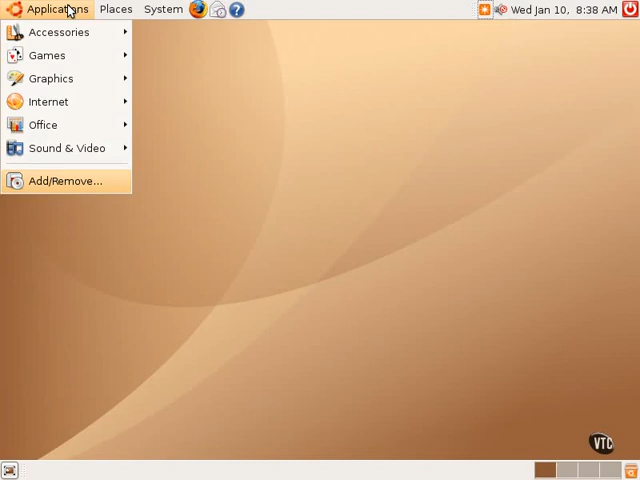 Applications Places System Wed Jan 10, 8:38 AM
Accessories
Games
Graphics
Internet
Office
Sound & Video
Add/Remove...
VTC